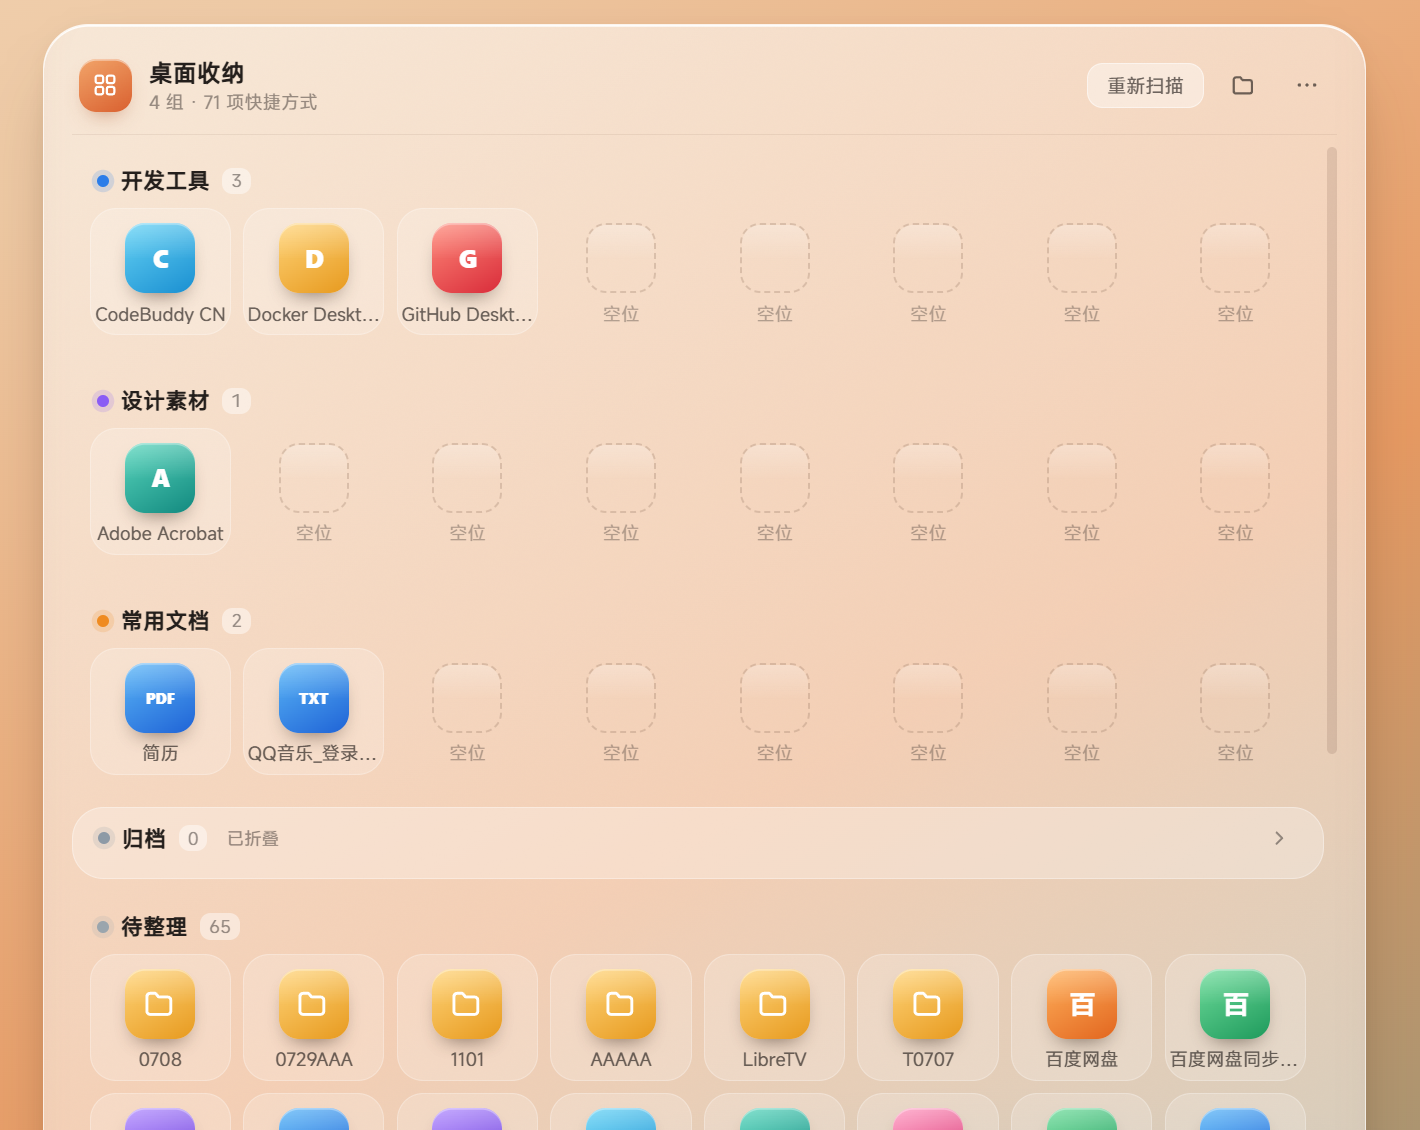 桌面收纳
4 组 · 71 项快捷方式
重新扫描
开发工具 3
C D G
CodeBuddy CN Docker Deskt... GitHub Deskt... 空位 空位 空位 空位 空位
设计素材 1
A
Adobe Acrobat 空位 空位 空位 空位 空位 空位 空位
常用文档 2
PDF TXT
简历 QQ音乐_登录... 空位 空位 空位 空位 空位 空位
归档 0 已折叠
待整理 65
百 百
0708 0729AAA 1101 AAAAA LibreTV T0707 百度网盘 百度网盘同步...